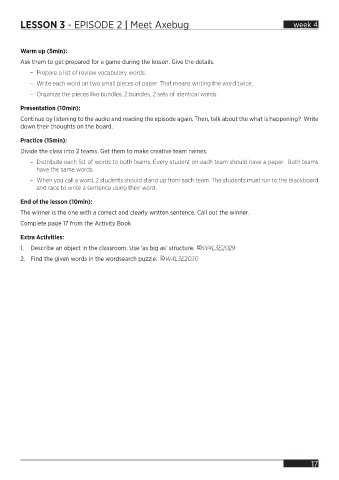 LESSON 3 - EPISODE 2 | Meet Axebug
week 4
Warm up (5min):
Ask them to get prepared for a game during the lesson. Give the details.
– Prepare a list of review vocabulary words
– Write each word on two small pieces of paper. That means writing the word twice.
– Organize the pieces like bundles, 2 bundles, 2 sets of identical words.
Presentation (10min):
Continue by listening to the audio and reading the episode again. Then, talk about the what is happening? Write
down their thoughts on the board.
Practice (15min):
Divide the class into 2 teams. Get them to make creative team names.
– Distribute each list of words to both teams. Every student on each team should have a paper. Both teams
have the same words.
– When you call a word, 2 students should stand up from each team. The students must run to the blackboard
and race to write a sentence using their word.
End of the lesson (10min):
The winner is the one with a correct and clearly written sentence. Call out the winner.
Complete page 17 from the Activity Book
Extra Activities:
1. Describe an object in the classroom. Use 'as big as' structure. W4L3E2029
2. Find the given words in the wordsearch puzzle. W4L3E2030
17